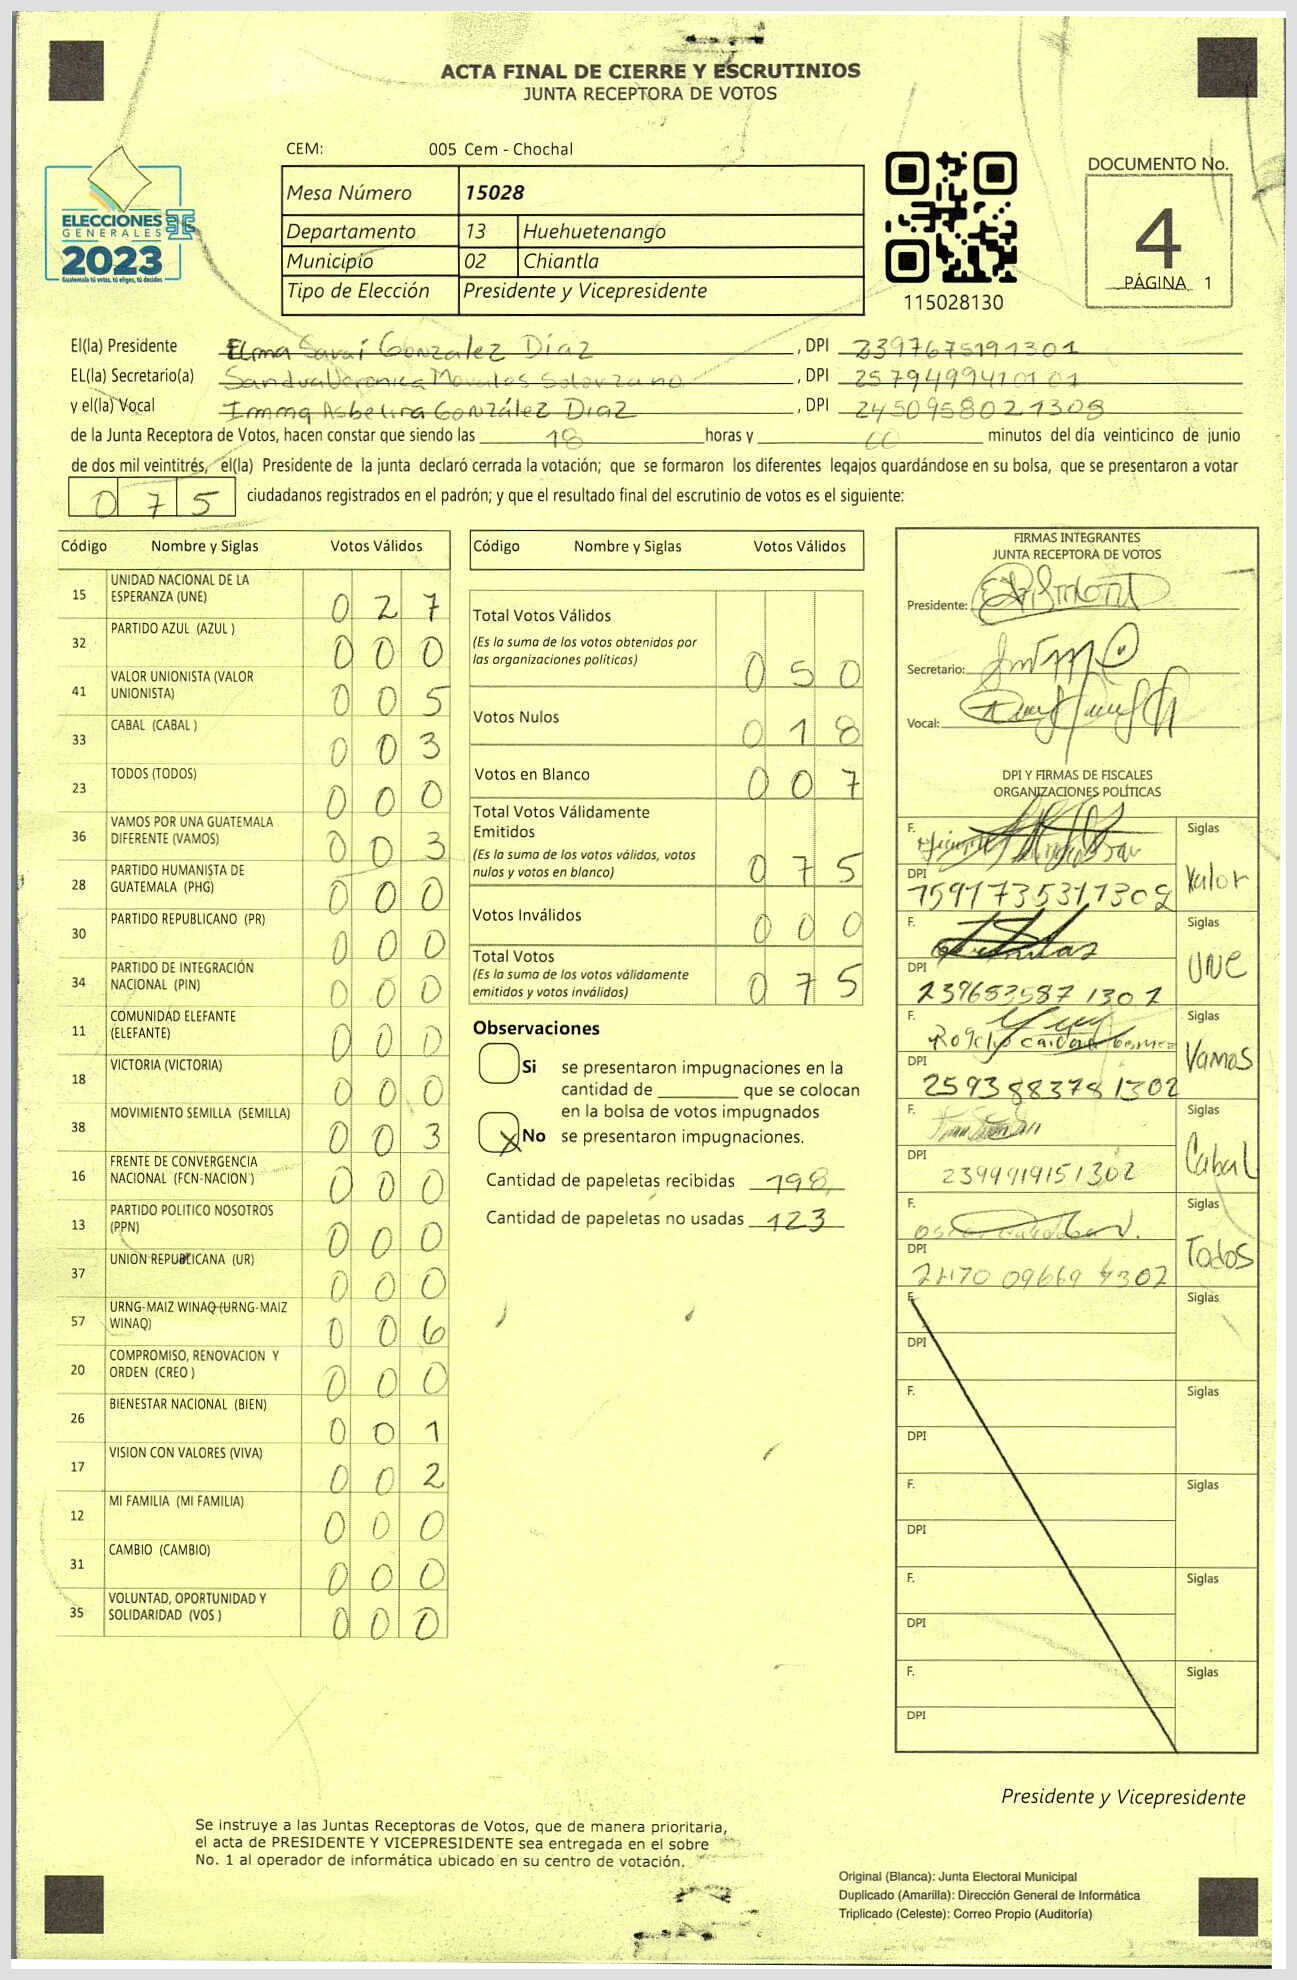 ACTA FINAL DE CIERRE Y ESCRUTINIOS
JUNTA RECEPTORA DE VOTOS
CEM: 005 Cem - Chochal
Mesa Número 15028
Departamento 13 Huehuetenango
Municipio 02 Chiantla
Tipo de Elección Presidente y Vicepresidente
ELECCIONES
GENERALES
2023
Guatemala tú votas, tú eliges, tú decides
115028130
DOCUMENTO No.
4
PÁGINA 1
El(la) Presidente Elma Saraí González Díaz , DPI 2397675191301
EL(la) Secretario(a) Sandra Veronica Morales Solorzano , DPI 2579499410101
y el(la) Vocal Imma Asbelina González Díaz , DPI 2450958021308
de la Junta Receptora de Votos, hacen constar que siendo las 18 horas y 00 minutos del día veinticinco de junio
de dos mil veintitrés, el(la) Presidente de la junta declaró cerrada la votación; que se formaron los diferentes legajos guardándose en su bolsa, que se presentaron a votar
075 ciudadanos registrados en el padrón; y que el resultado final del escrutinio de votos es el siguiente:
Código Nombre y Siglas Votos Válidos
15 UNIDAD NACIONAL DE LA
ESPERANZA (UNE) 0 2 7
32 PARTIDO AZUL (AZUL ) 0 0 0
41 VALOR UNIONISTA (VALOR
UNIONISTA) 0 0 5
33 CABAL (CABAL ) 0 0 3
23 TODOS (TODOS) 0 0 0
36 VAMOS POR UNA GUATEMALA
DIFERENTE (VAMOS) 0 0 3
28 PARTIDO HUMANISTA DE
GUATEMALA (PHG) 0 0 0
30 PARTIDO REPUBLICANO (PR) 0 0 0
34 PARTIDO DE INTEGRACIÓN
NACIONAL (PIN) 0 0 0
11 COMUNIDAD ELEFANTE
(ELEFANTE) 0 0 0
18 VICTORIA (VICTORIA) 0 0 0
38 MOVIMIENTO SEMILLA (SEMILLA) 0 0 3
16 FRENTE DE CONVERGENCIA
NACIONAL (FCN-NACION ) 0 0 0
13 PARTIDO POLITICO NOSOTROS
(PPN) 0 0 0
37 UNION REPUBLICANA (UR) 0 0 0
57 URNG-MAIZ WINAQ (URNG-MAIZ
WINAQ) 0 0 6
20 COMPROMISO, RENOVACION Y
ORDEN (CREO ) 0 0 0
26 BIENESTAR NACIONAL (BIEN) 0 0 1
17 VISION CON VALORES (VIVA) 0 0 2
12 MI FAMILIA (MI FAMILIA) 0 0 0
31 CAMBIO (CAMBIO) 0 0 0
35 VOLUNTAD, OPORTUNIDAD Y
SOLIDARIDAD (VOS ) 0 0 0
Código Nombre y Siglas Votos Válidos
Total Votos Válidos
(Es la suma de los votos obtenidos por
las organizaciones políticas) 0 5 0
Votos Nulos 0 1 8
Votos en Blanco 0 0 7
Total Votos Válidamente
Emitidos
(Es la suma de los votos válidos, votos
nulos y votos en blanco) 0 7 5
Votos Inválidos 0 0 0
Total Votos
(Es la suma de los votos válidamente
emitidos y votos inválidos) 0 7 5
Observaciones
Si se presentaron impugnaciones en la
cantidad de ________ que se colocan
en la bolsa de votos impugnados
X No se presentaron impugnaciones.
Cantidad de papeletas recibidas 198
Cantidad de papeletas no usadas 123
FIRMAS INTEGRANTES
JUNTA RECEPTORA DE VOTOS
Presidente:
Secretario:
Vocal:
DPI Y FIRMAS DE FISCALES
ORGANIZACIONES POLÍTICAS
F. Siglas
DPI Valor
1591735311302
F. Siglas
DPI UNE
2396535871302
F. Siglas
DPI Vamos
2593883781302
F. Siglas
DPI Cabal
2399919151302
F. Siglas
DPI Todos
F. Siglas
DPI
F. Siglas
DPI
F. Siglas
DPI
F. Siglas
DPI
F. Siglas
DPI
Presidente y Vicepresidente
Se instruye a las Juntas Receptoras de Votos, que de manera prioritaria,
el acta de PRESIDENTE Y VICEPRESIDENTE sea entregada en el sobre
No. 1 al operador de informática ubicado en su centro de votación.
Original (Blanca): Junta Electoral Municipal
Duplicado (Amarilla): Dirección General de Informática
Triplicado (Celeste): Correo Propio (Auditoría)